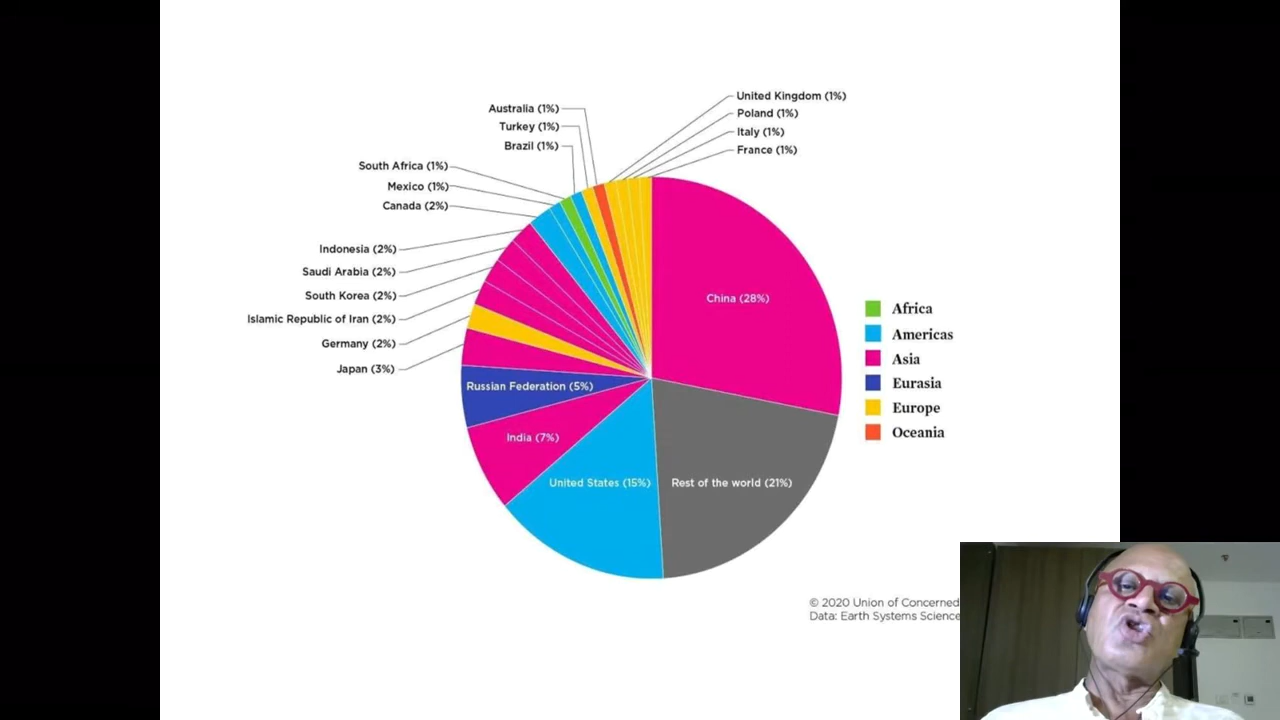 United Kingdom (1%)
Australia (1%)
Poland (1%)
Turkey (1%)
Italy (1%)
Brazil (1%)
France (1%)
South Africa (1%)
Mexico (1%)
Canada (2%)
Indonesia (2%)
Saudi Arabia (2%)
South Korea (2%)
Islamic Republic of Iran (2%)
Germany (2%)
Japan (3%)
China (28%)
Russian Federation (5%)
India (7%)
United States (15%)
Rest of the world (21%)
Africa
Americas
Asia
Eurasia
Europe
Oceania
© 2020 Union of Concerned
Data: Earth Systems Science